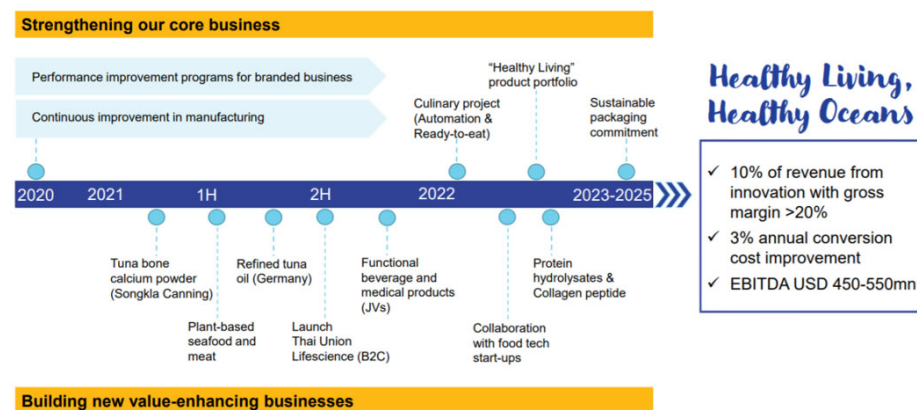 Strengthening our core business
Performance improvement programs for branded business
Continuous improvement in manufacturing
Culinary project
(Automation &
Ready-to-eat)
“Healthy Living”
product portfolio
Sustainable
packaging
commitment
2020 2021 1H 2H 2022 2023-2025
Tuna bone
calcium powder
(Songkla Canning)
Plant-based
seafood and
meat
Refined tuna
oil (Germany)
Launch
Thai Union
Lifescience (B2C)
Functional
beverage and
medical products
(JVs)
Collaboration
with food tech
start-ups
Protein
hydrolysates &
Collagen peptide
Building new value-enhancing businesses
Healthy Living,
Healthy Oceans
✓ 10% of revenue from
innovation with gross
margin >20%
✓ 3% annual conversion
cost improvement
✓ EBITDA USD 450-550mn